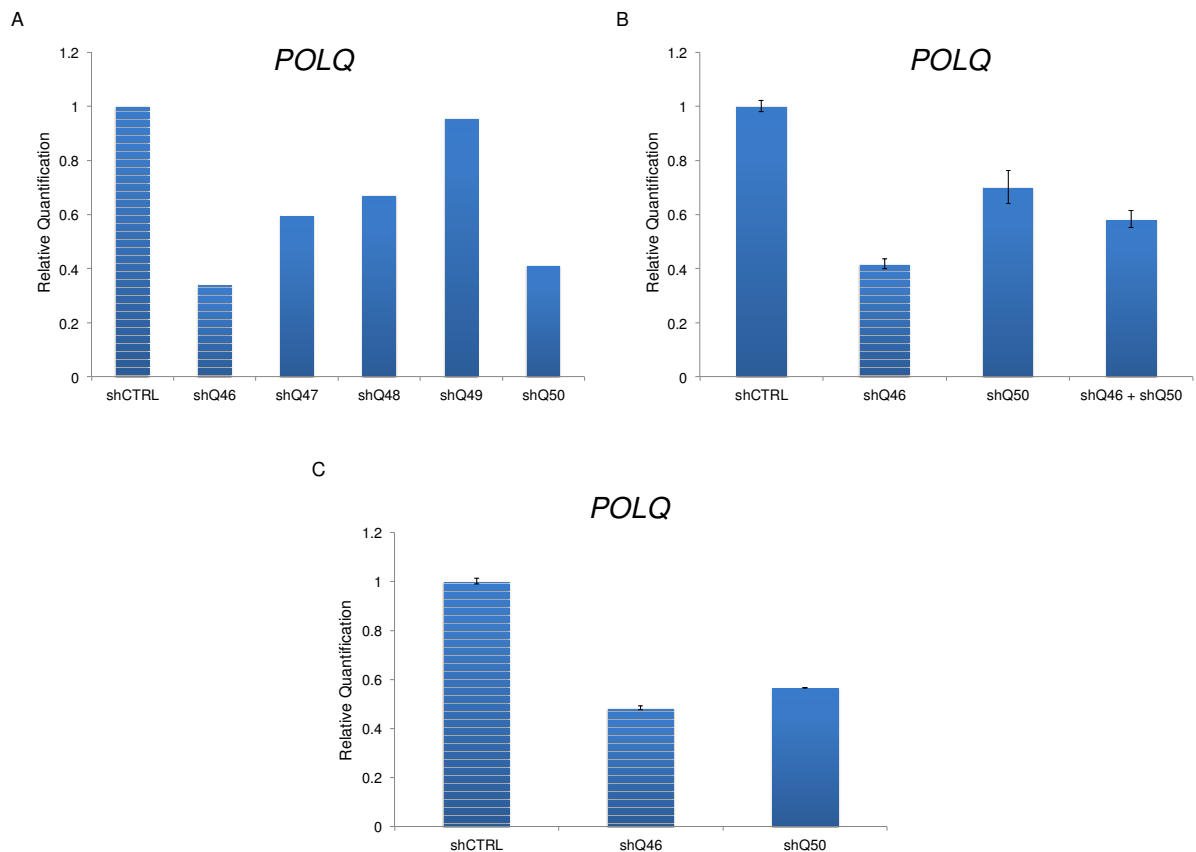 A
POLQ
Relative Quantification
1.2
1
0.8
0.6
0.4
0.2
0
shCTRL shQ46 shQ47 shQ48 shQ49 shQ50
B
POLQ
Relative Quantification
1.2
1
0.8
0.6
0.4
0.2
0
shCTRL shQ46 shQ50 shQ46 + shQ50
C
POLQ
Relative Quantification
1.2
1
0.8
0.6
0.4
0.2
0
shCTRL shQ46 shQ50